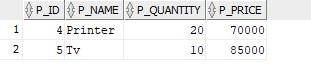 P_ID P_NAME P_QUANTITY P_PRICE
1 4 Printer 20 70000
2 5 Tv 10 85000